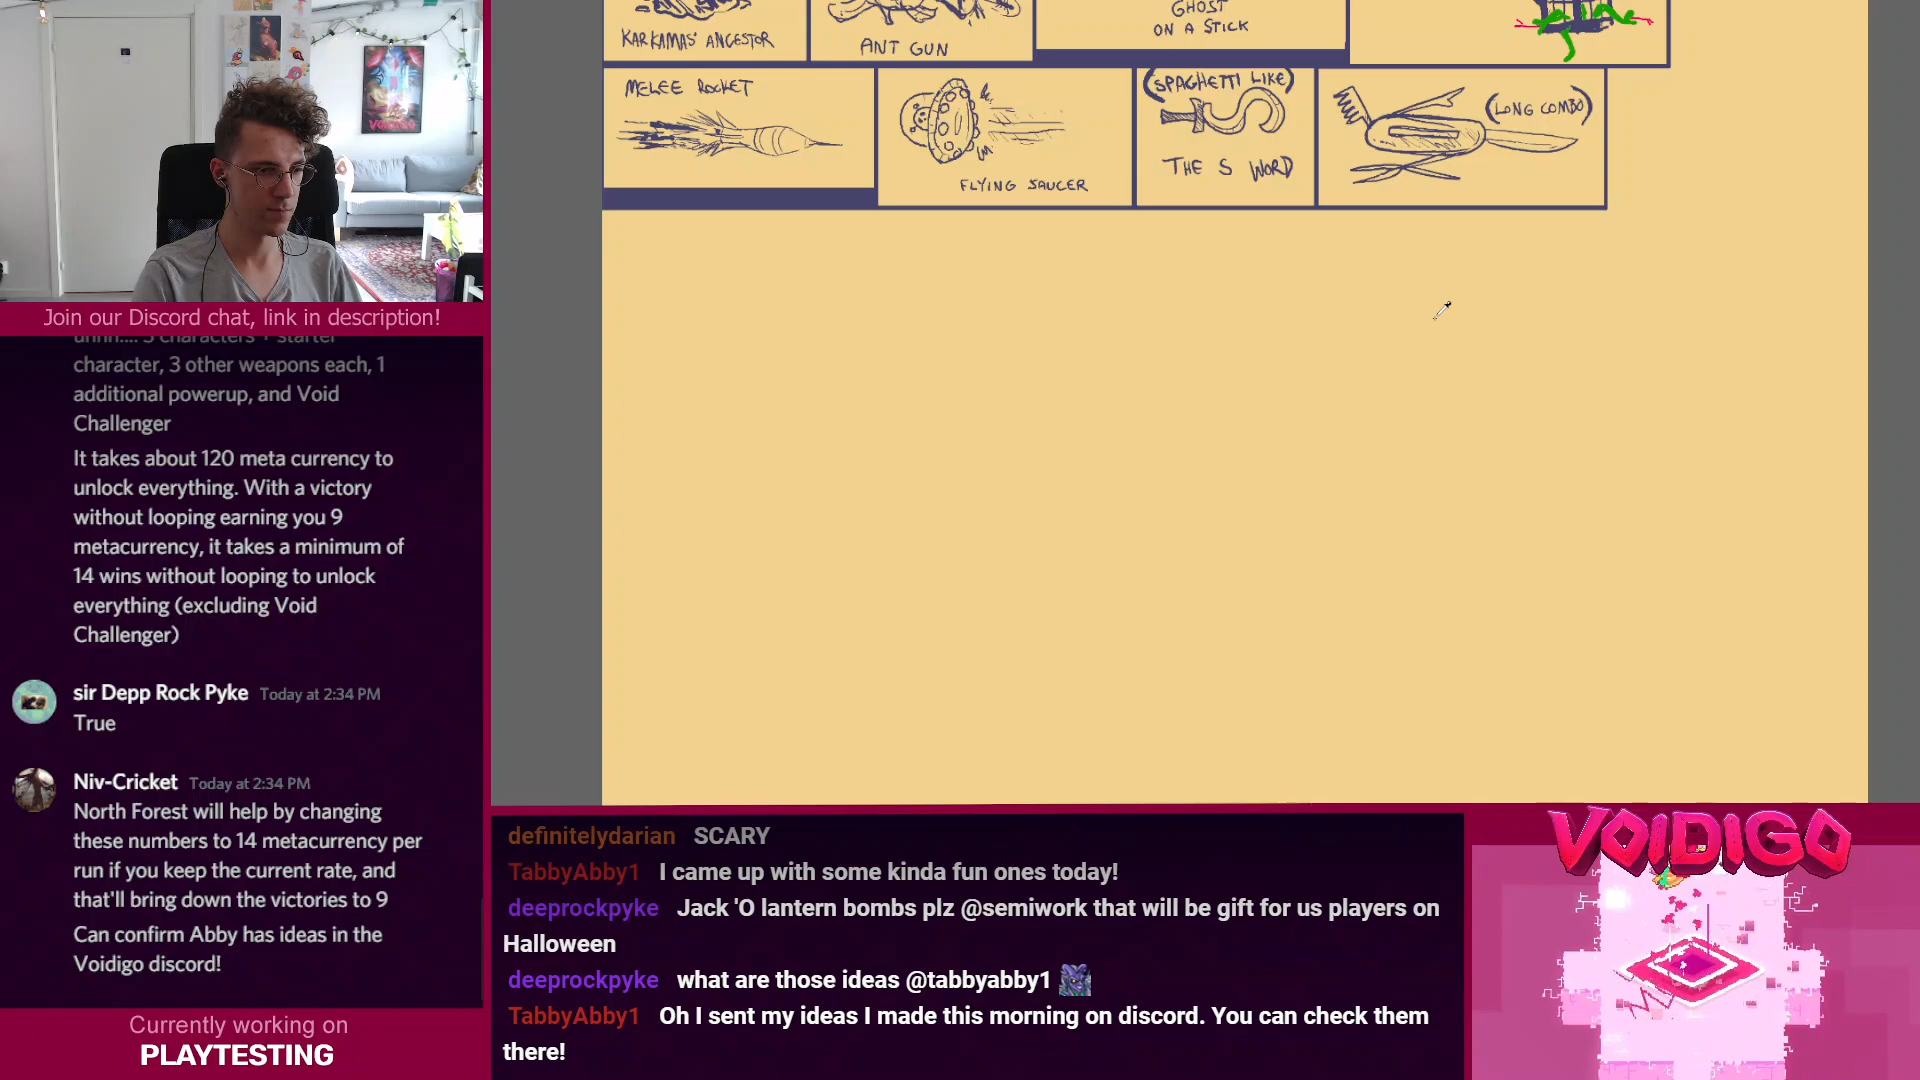 KARKAMAS' ANCESTOR
ANT GUN
GHOST
ON A STICK
MELEE ROCKET
FLYING SAUCER
(SPAGHETTI LIKE)
THE S WORD
(LONG COMBO)
VOIDIGO
Join our Discord chat, link in description!
character, 3 other weapons each, 1
additional powerup, and Void
Challenger
It takes about 120 meta currency to
unlock everything. With a victory
without looping earning you 9
metacurrency, it takes a minimum of
14 wins without looping to unlock
everything (excluding Void
Challenger)
sir Depp Rock Pyke Today at 2:34 PM
True
Niv-Cricket Today at 2:34 PM
North Forest will help by changing
these numbers to 14 metacurrency per
run if you keep the current rate, and
that'll bring down the victories to 9
Can confirm Abby has ideas in the
Voidigo discord!
Currently working on
PLAYTESTING
definitelydarian SCARY
TabbyAbby1 I came up with some kinda fun ones today!
deeprockpyke Jack 'O lantern bombs plz @semiwork that will be gift for us players on
Halloween
deeprockpyke what are those ideas @tabbyabby1
TabbyAbby1 Oh I sent my ideas I made this morning on discord. You can check them
there!
VOIDIGO